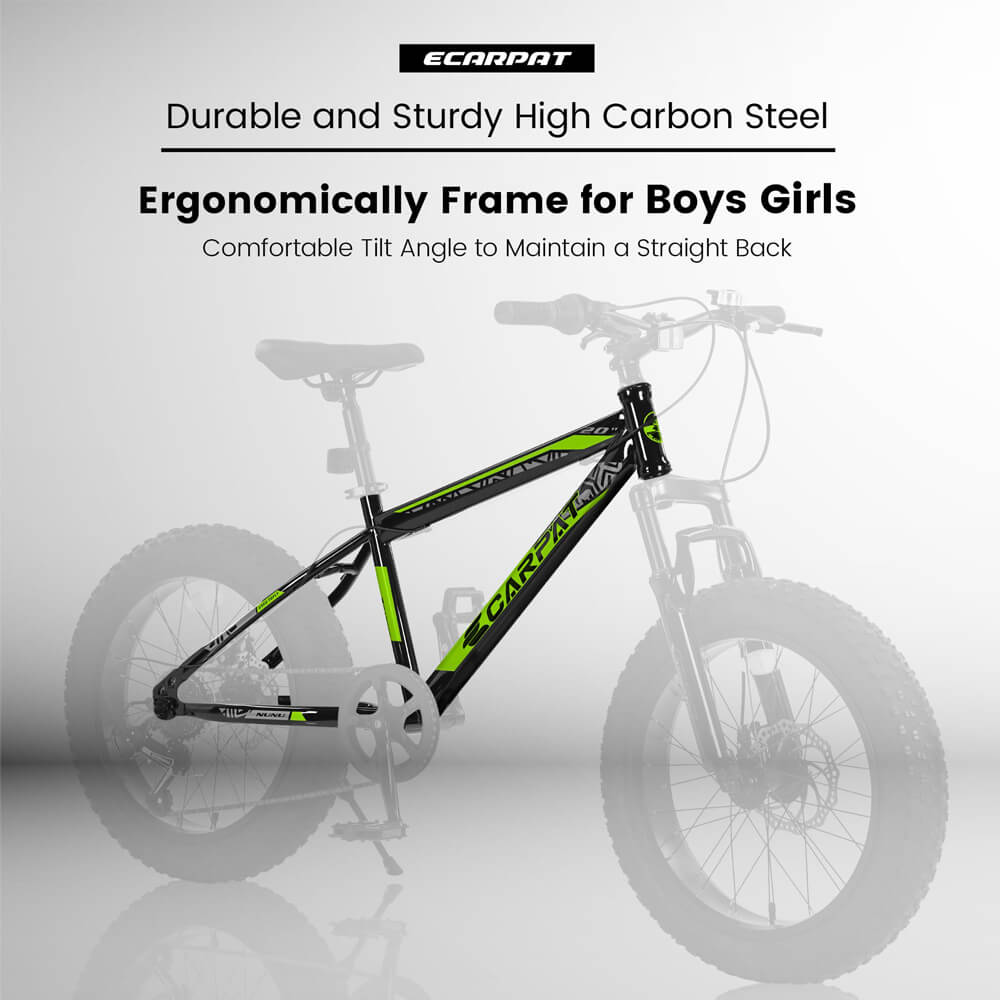 ECARPAT
Durable and Sturdy High Carbon Steel
Ergonomically Frame for Boys Girls
Comfortable Tilt Angle to Maintain a Straight Back
20"
ECARPAT
NUNU